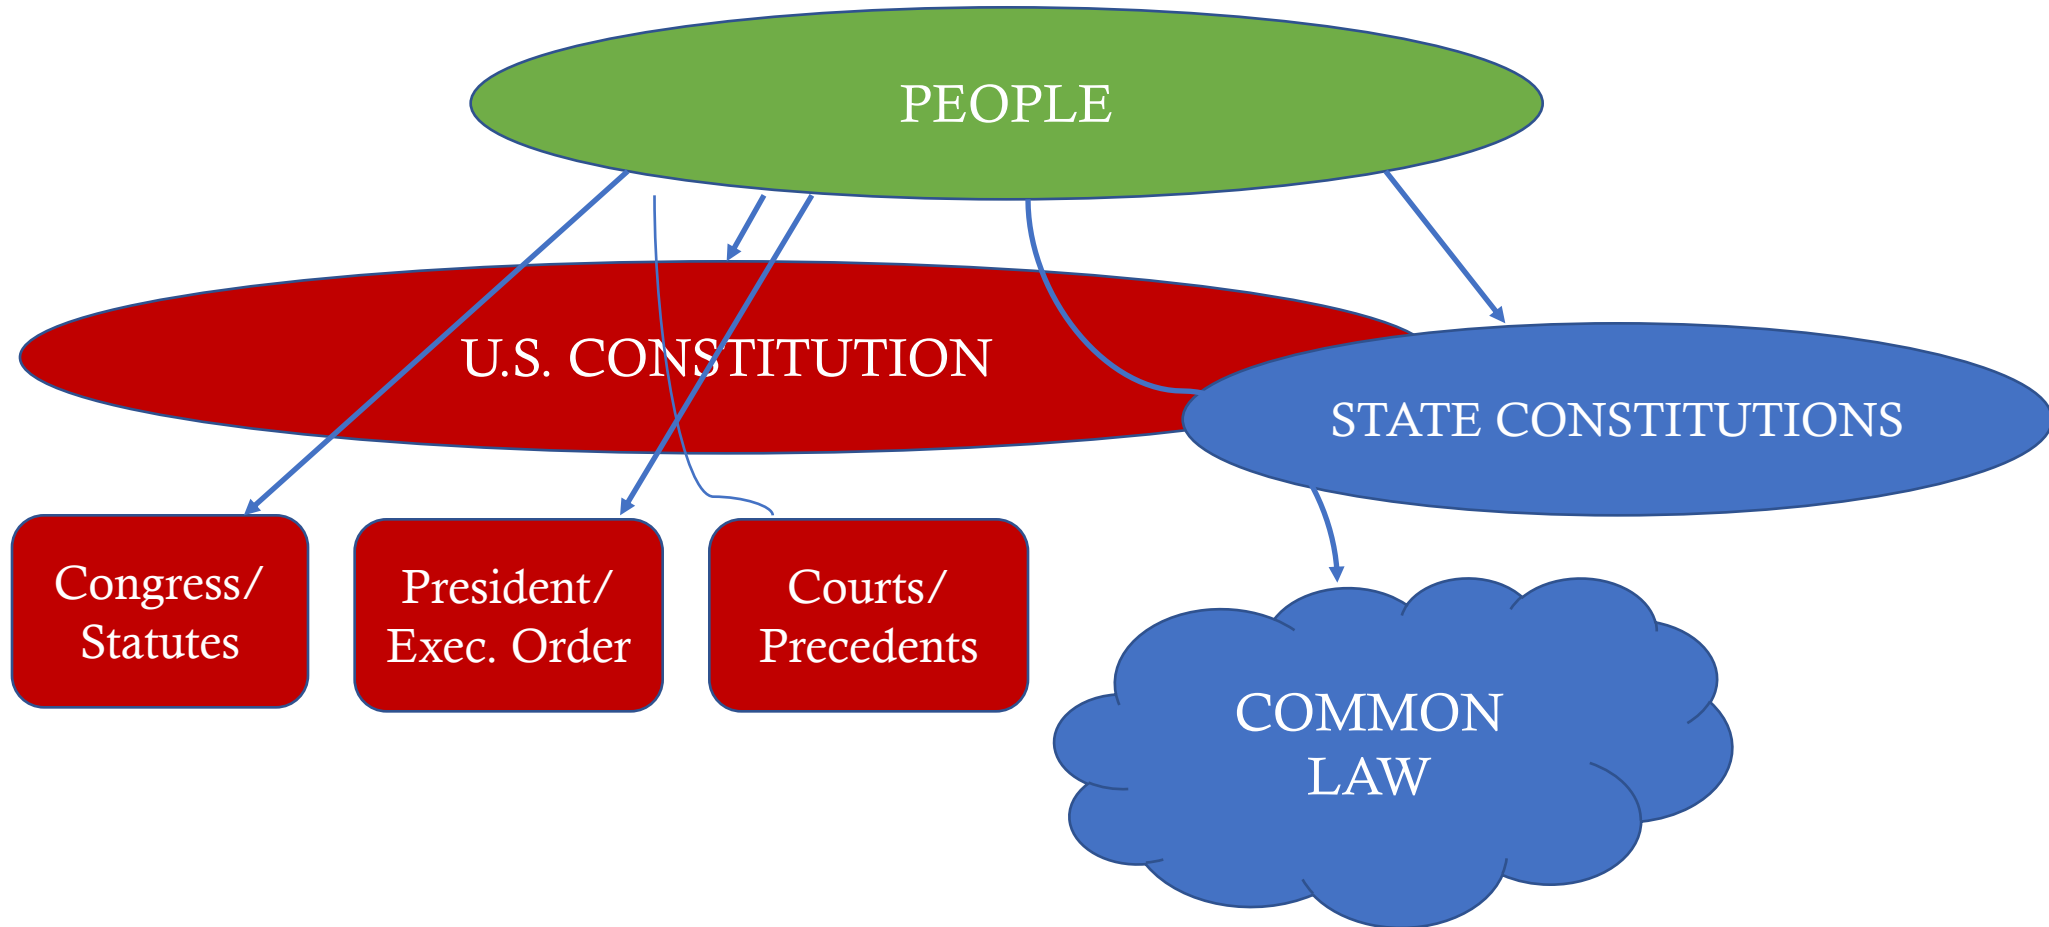 PEOPLE
U.S. CONSTITUTION
STATE CONSTITUTIONS
Congress/
Statutes
President/
Exec. Order
Courts/
Precedents
COMMON
LAW